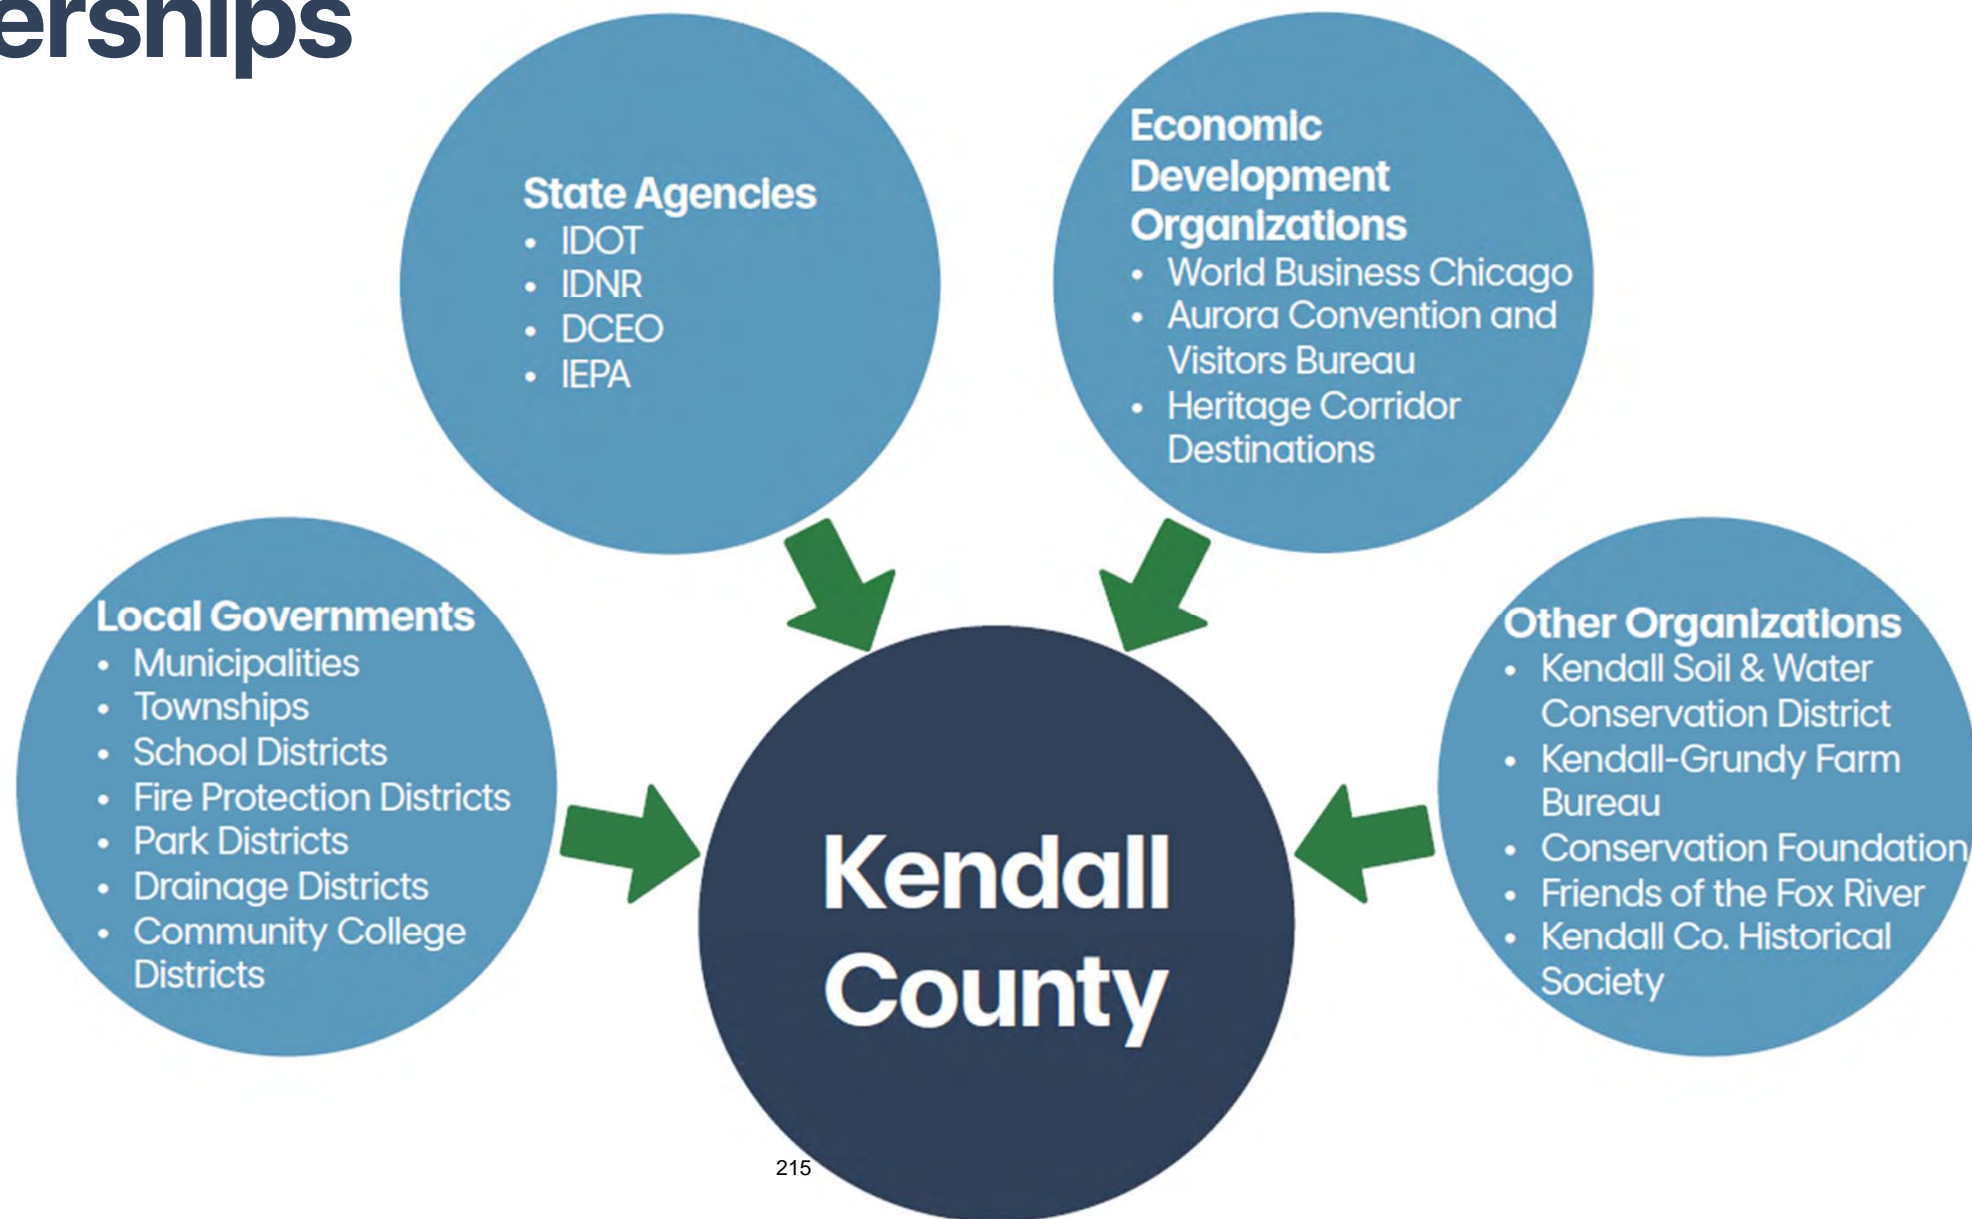 erships
State Agencies
• IDOT
• IDNR
• DCEO
• IEPA
Economic
Development
Organizations
• World Business Chicago
• Aurora Convention and
Visitors Bureau
• Heritage Corridor
Destinations
Local Governments
• Municipalities
• Townships
• School Districts
• Fire Protection Districts
• Park Districts
• Drainage Districts
• Community College
Districts
Other Organizations
• Kendall Soil & Water
Conservation District
• Kendall-Grundy Farm
Bureau
• Conservation Foundation
• Friends of the Fox River
• Kendall Co. Historical
Society
Kendall
County
215